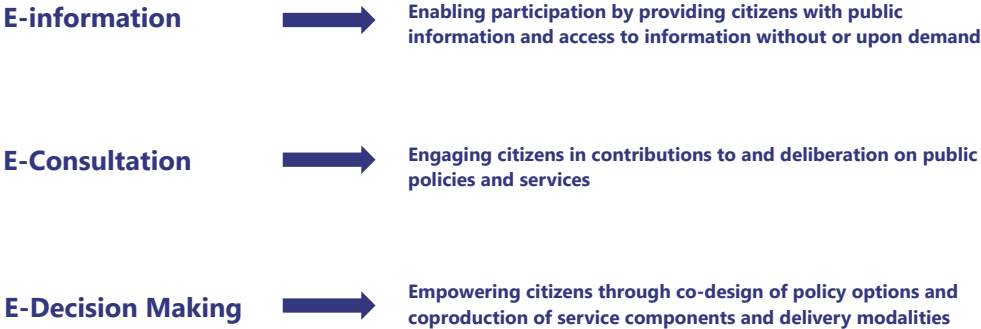 E-information
Enabling participation by providing citizens with public
information and access to information without or upon demand
E-Consultation
Engaging citizens in contributions to and deliberation on public
policies and services
E-Decision Making
Empowering citizens through co-design of policy options and
coproduction of service components and delivery modalities